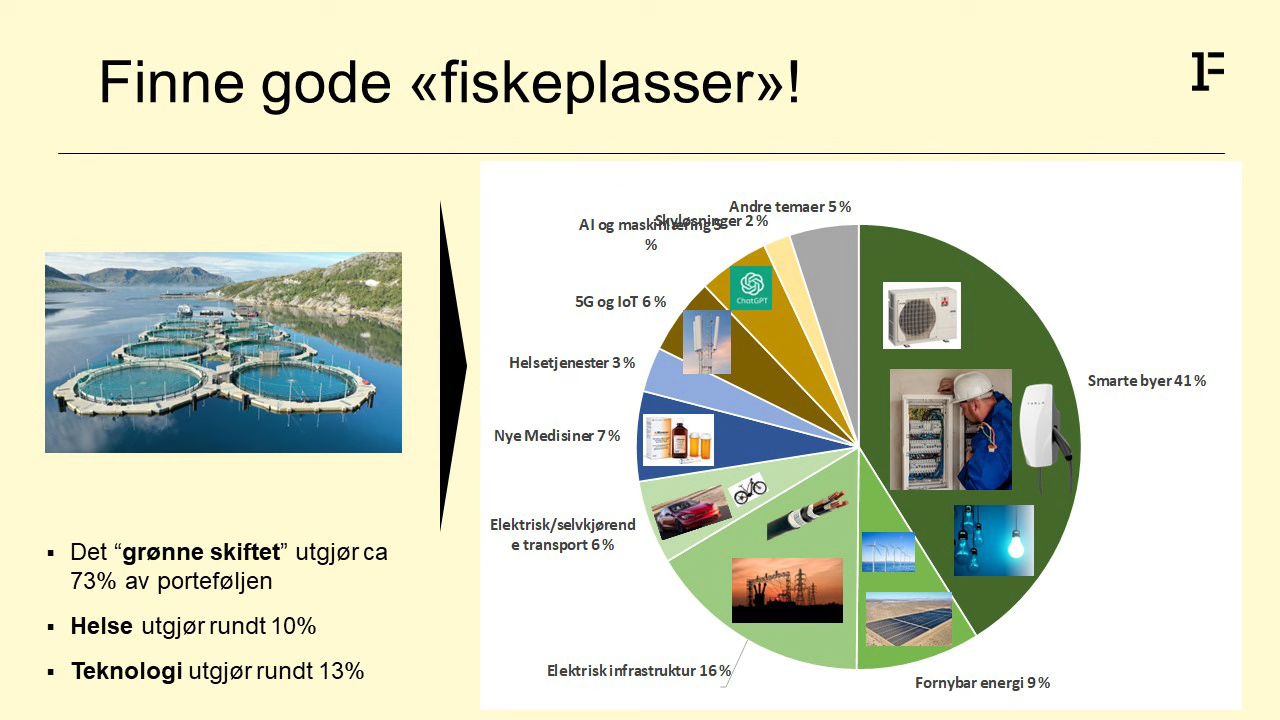 Finne gode «fiskeplasser»!
1F
Det “grønne skiftet” utgjør ca
73% av porteføljen
Helse utgjør rundt 10%
Teknologi utgjør rundt 13%
Andre temaer 5 %
Skyløsninger 2 %
AI og maskinlæring 5
%
5G og IoT 6 %
Helsetjenester 3 %
Nye Medisiner 7 %
Elektrisk/selvkjørend
e transport 6 %
Elektrisk infrastruktur 16 %
Fornybar energi 9 %
Smarte byer 41 %
ChatGPT
TESLA